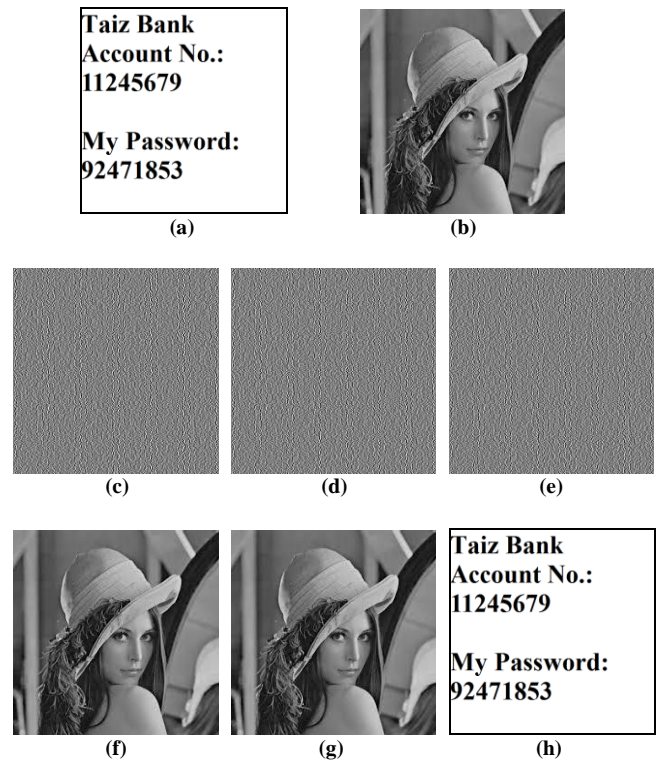 Taiz Bank
Account No.:
11245679
My Password:
92471853
(a)
(b)
(c)
(d)
(e)
(f)
(g)
Taiz Bank
Account No.:
11245679
My Password:
92471853
(h)